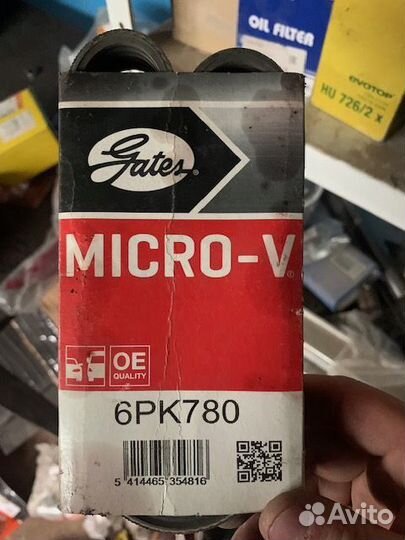 OIL FILTER
EVOTOP
HU 726/2 x
Gates
MICRO-V
OE
QUALITY
6PK780
5 414465 354816
Avito